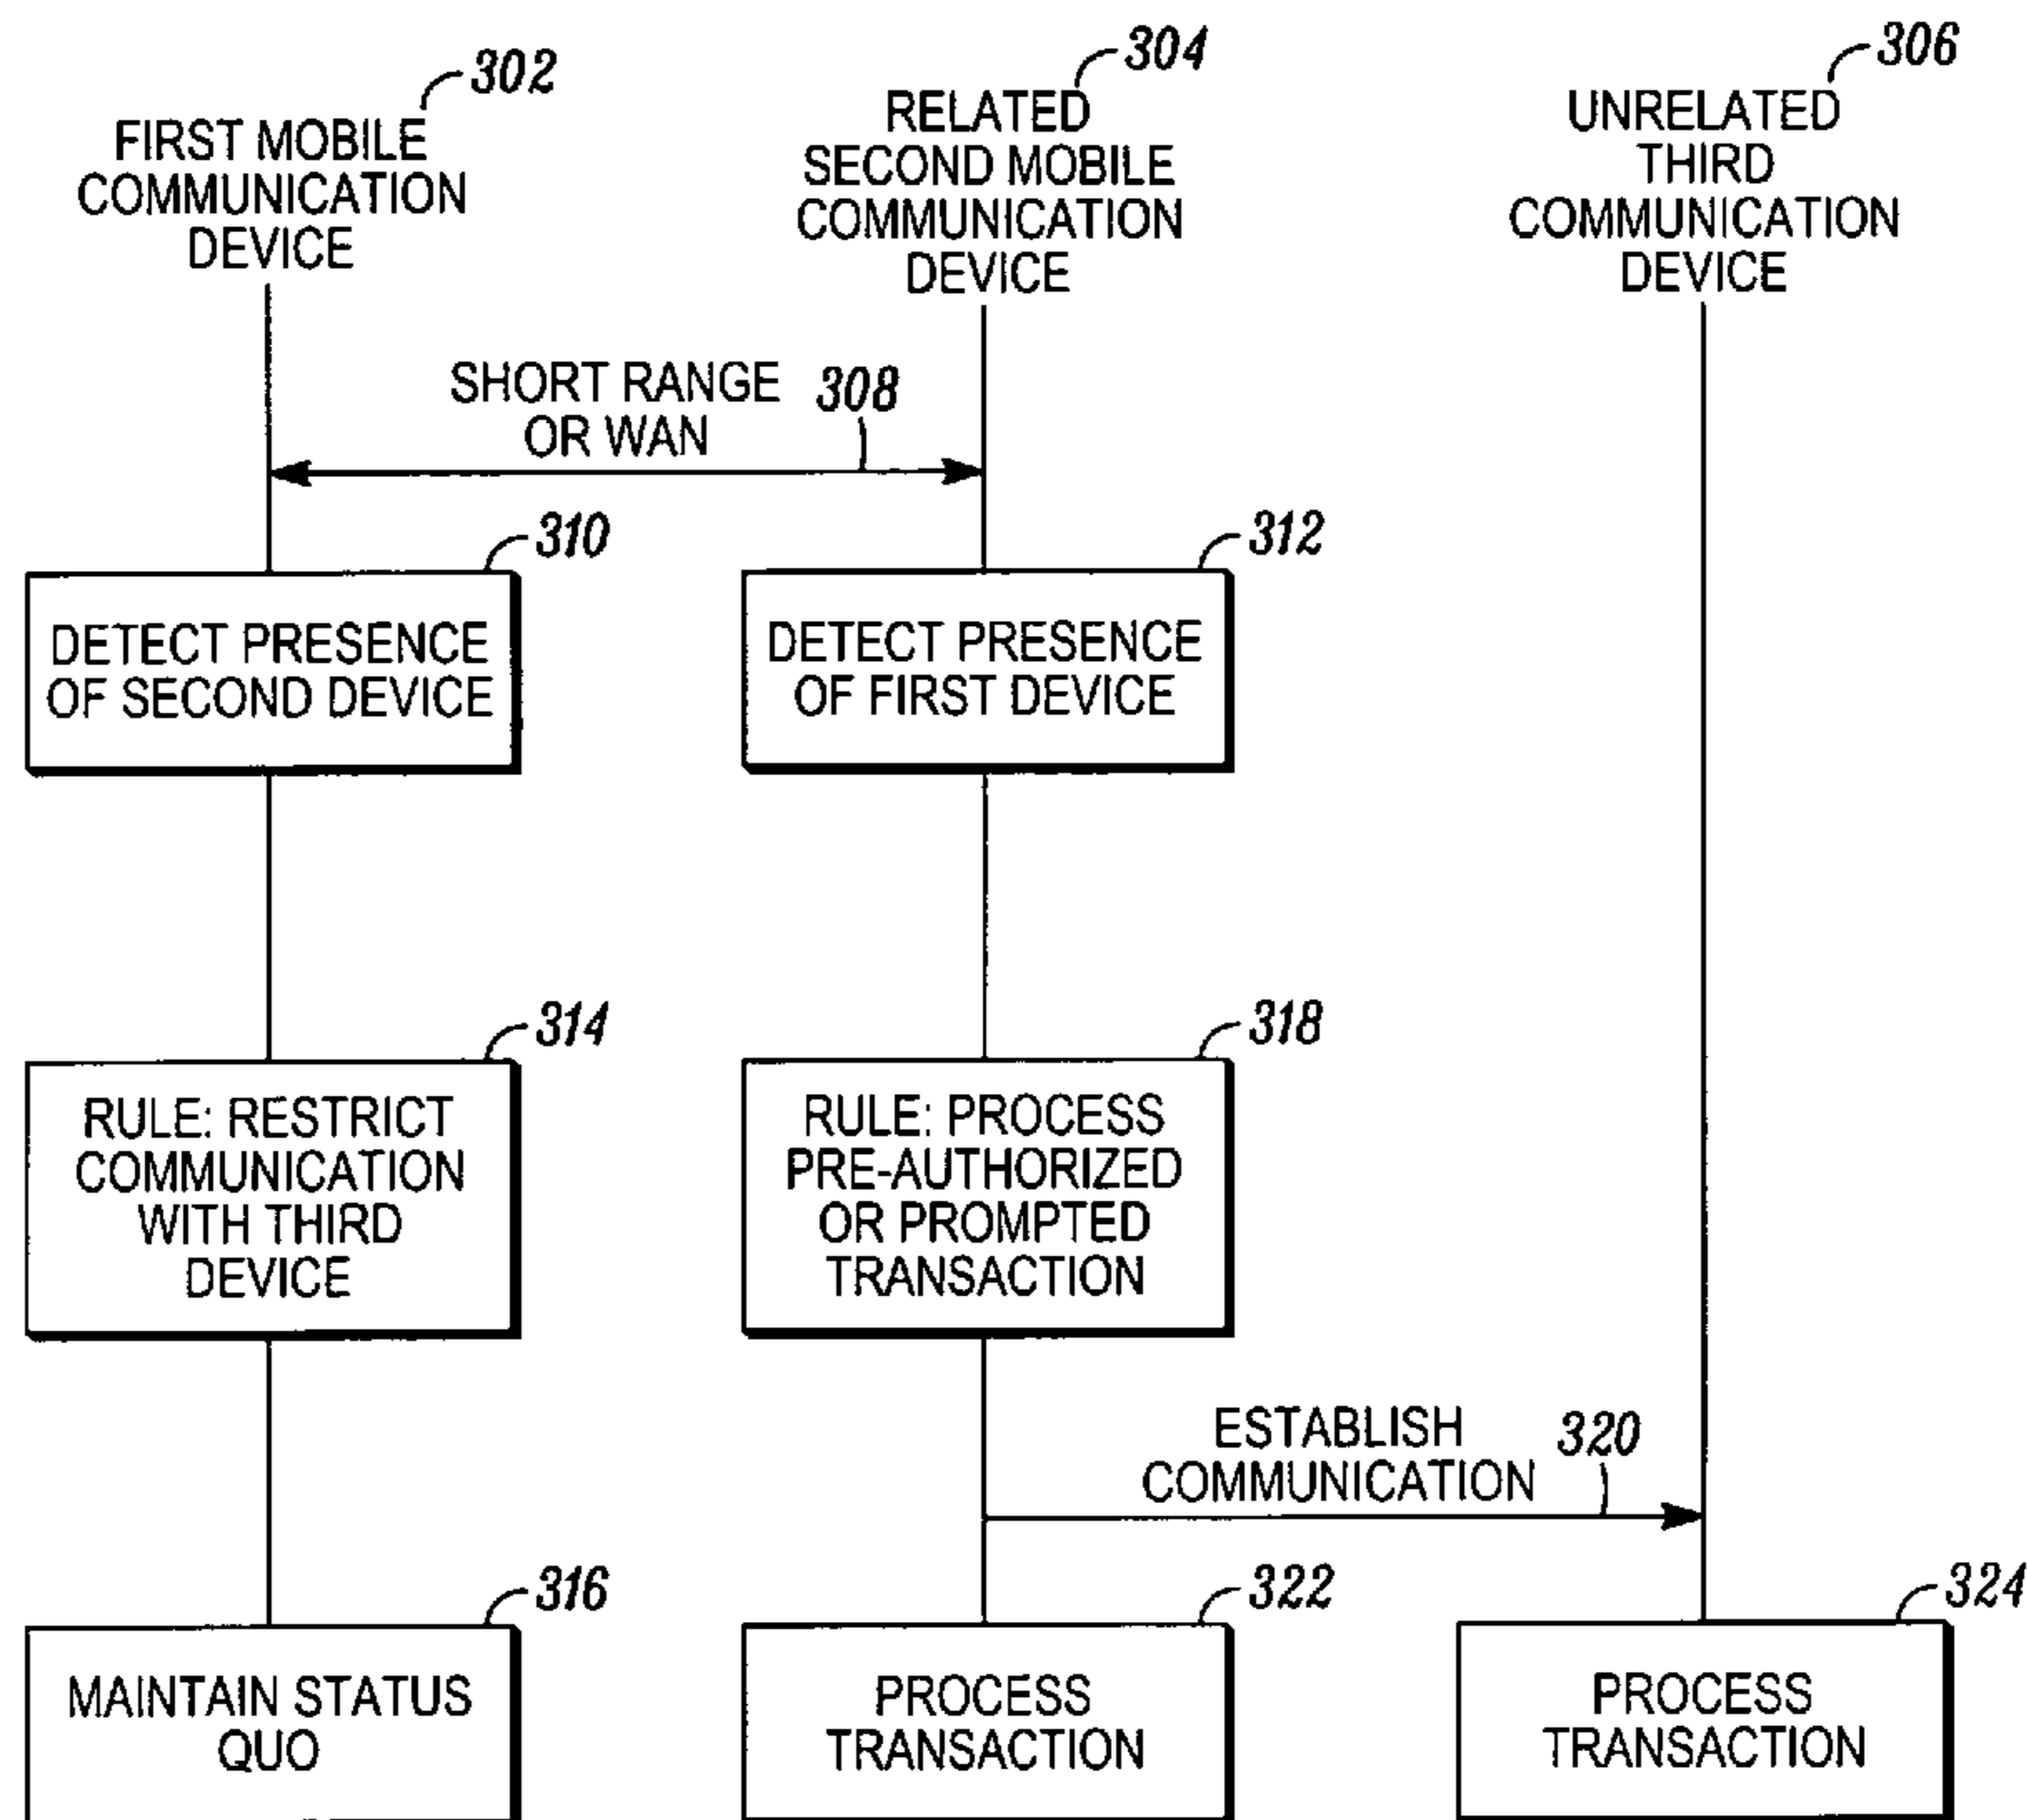 302
FIRST MOBILE
COMMUNICATION
DEVICE
304
RELATED
SECOND MOBILE
COMMUNICATION
DEVICE
306
UNRELATED
THIRD
COMMUNICATION
DEVICE
SHORT RANGE
OR WAN
308
310
DETECT PRESENCE
OF SECOND DEVICE
312
DETECT PRESENCE
OF FIRST DEVICE
314
RULE: RESTRICT
COMMUNICATION
WITH THIRD
DEVICE
318
RULE: PROCESS
PRE-AUTHORIZED
OR PROMPTED
TRANSACTION
ESTABLISH
COMMUNICATION
320
316
MAINTAIN STATUS
QUO
322
PROCESS
TRANSACTION
324
PROCESS
TRANSACTION